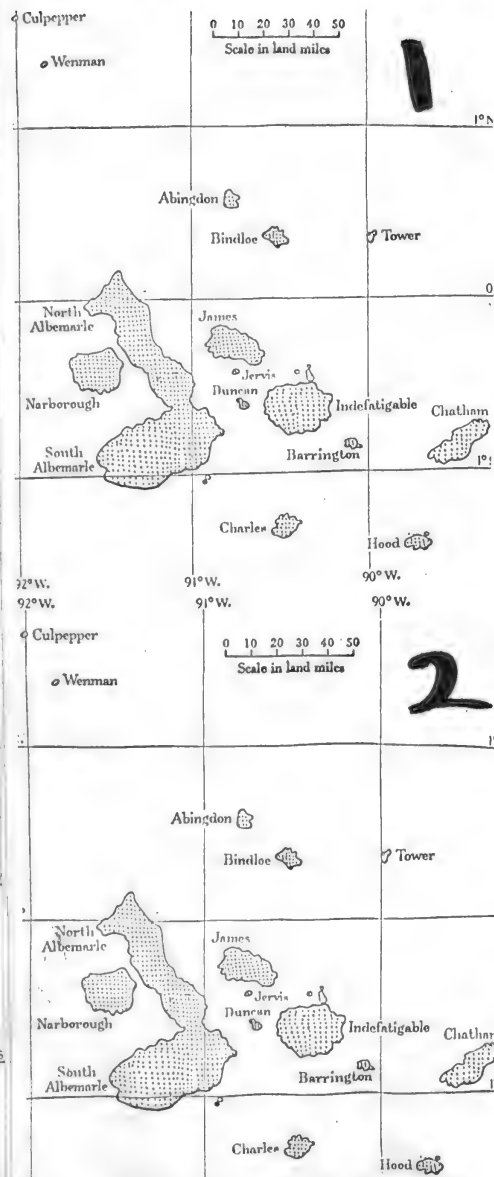 Culpepper
0 10 20 30 40 50
Scale in land miles
1
Wenman
1°N
Abingdon
Bindloe
Tower
0
North
Albemarle
James
Jervis
Narborough
Duncan
Indefatigable
Chatham
South
Albemarle
Barrington
1°S
Charles
Hood
92°W.
91°W.
90°W.
92°W.
91°W.
90°W.
Culpepper
0 10 20 30 40 50
Scale in land miles
2
Wenman
1°
Abingdon
Bindloe
Tower
North
Albemarle
James
Jervis
Narborough
Duncan
Indefatigable
Chatham
South
Albemarle
Barrington
1°
Charles
Hood